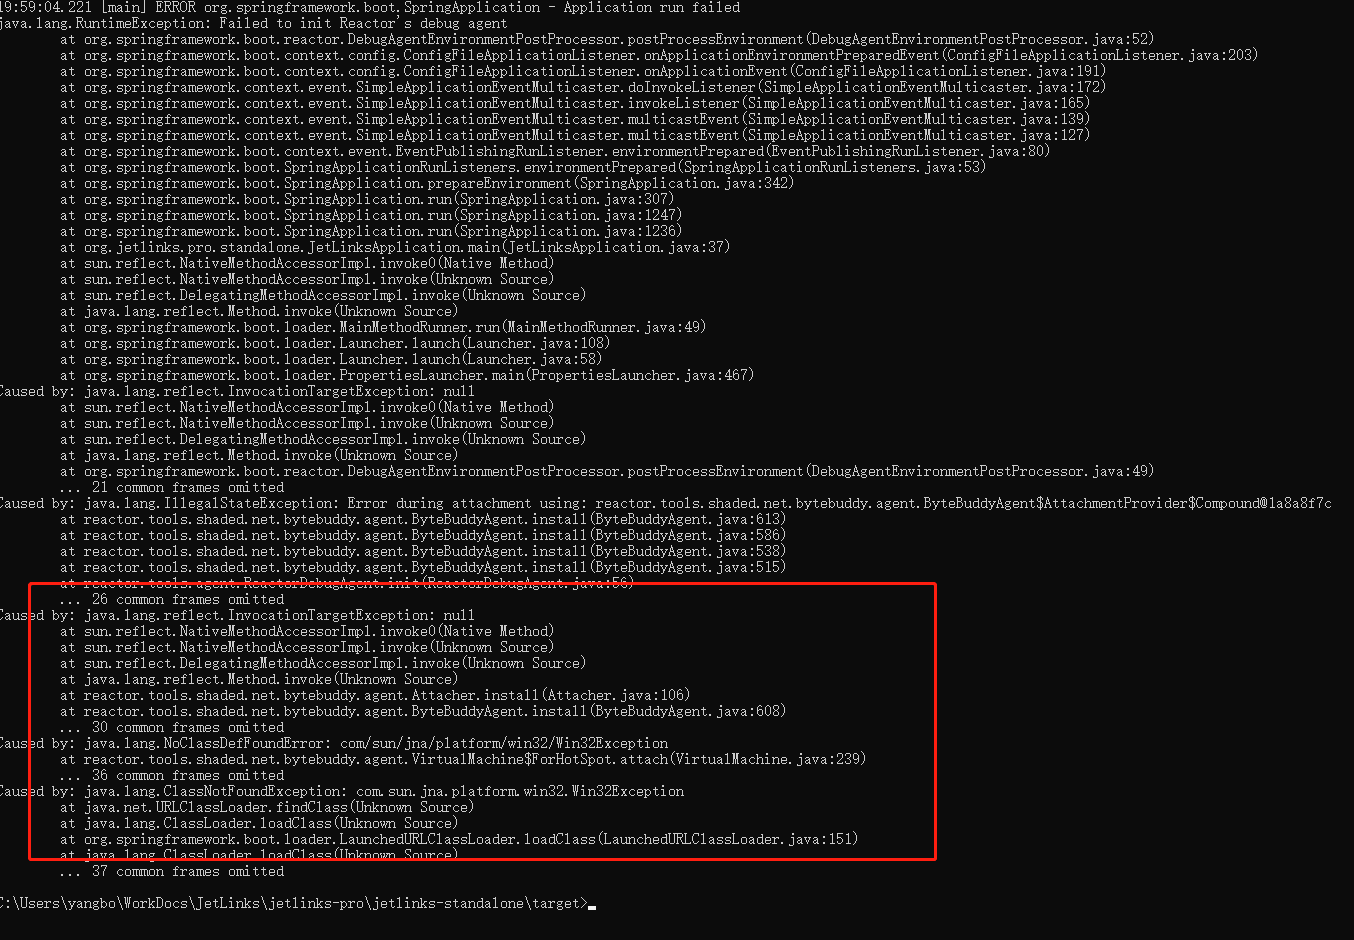 19:59:04.221 [main] ERROR org.springframework.boot.SpringApplication - Application run failed
java.lang.RuntimeException: Failed to init Reactor's debug agent
at org.springframework.boot.reactor.DebugAgentEnvironmentPostProcessor.postProcessEnvironment(DebugAgentEnvironmentPostProcessor.java:52)
at org.springframework.boot.context.config.ConfigFileApplicationListener.onApplicationEnvironmentPreparedEvent(ConfigFileApplicationListener.java:203)
at org.springframework.boot.context.config.ConfigFileApplicationListener.onApplicationEvent(ConfigFileApplicationListener.java:191)
at org.springframework.context.event.SimpleApplicationEventMulticaster.doInvokeListener(SimpleApplicationEventMulticaster.java:172)
at org.springframework.context.event.SimpleApplicationEventMulticaster.invokeListener(SimpleApplicationEventMulticaster.java:165)
at org.springframework.context.event.SimpleApplicationEventMulticaster.multicastEvent(SimpleApplicationEventMulticaster.java:139)
at org.springframework.context.event.SimpleApplicationEventMulticaster.multicastEvent(SimpleApplicationEventMulticaster.java:127)
at org.springframework.boot.context.event.EventPublishingRunListener.environmentPrepared(EventPublishingRunListener.java:80)
at org.springframework.boot.SpringApplicationRunListeners.environmentPrepared(SpringApplicationRunListeners.java:53)
at org.springframework.boot.SpringApplication.prepareEnvironment(SpringApplication.java:342)
at org.springframework.boot.SpringApplication.run(SpringApplication.java:307)
at org.springframework.boot.SpringApplication.run(SpringApplication.java:1247)
at org.springframework.boot.SpringApplication.run(SpringApplication.java:1236)
at org.jetlinks.pro.standalone.JetLinksApplication.main(JetLinksApplication.java:37)
at sun.reflect.NativeMethodAccessorImpl.invoke0(Native Method)
at sun.reflect.NativeMethodAccessorImpl.invoke(Unknown Source)
at sun.reflect.DelegatingMethodAccessorImpl.invoke(Unknown Source)
at java.lang.reflect.Method.invoke(Unknown Source)
at org.springframework.boot.loader.MainMethodRunner.run(MainMethodRunner.java:49)
at org.springframework.boot.loader.Launcher.launch(Launcher.java:108)
at org.springframework.boot.loader.Launcher.launch(Launcher.java:58)
at org.springframework.boot.loader.PropertiesLauncher.main(PropertiesLauncher.java:467)
Caused by: java.lang.reflect.InvocationTargetException: null
at sun.reflect.NativeMethodAccessorImpl.invoke0(Native Method)
at sun.reflect.NativeMethodAccessorImpl.invoke(Unknown Source)
at sun.reflect.DelegatingMethodAccessorImpl.invoke(Unknown Source)
at java.lang.reflect.Method.invoke(Unknown Source)
at org.springframework.boot.reactor.DebugAgentEnvironmentPostProcessor.postProcessEnvironment(DebugAgentEnvironmentPostProcessor.java:49)
... 21 common frames omitted
Caused by: java.lang.IllegalStateException: Error during attachment using: reactor.tools.shaded.net.bytebuddy.agent.ByteBuddyAgent$AttachmentProvider$Compound@1a8a8f7c
at reactor.tools.shaded.net.bytebuddy.agent.ByteBuddyAgent.install(ByteBuddyAgent.java:613)
at reactor.tools.shaded.net.bytebuddy.agent.ByteBuddyAgent.install(ByteBuddyAgent.java:586)
at reactor.tools.shaded.net.bytebuddy.agent.ByteBuddyAgent.install(ByteBuddyAgent.java:538)
at reactor.tools.shaded.net.bytebuddy.agent.ByteBuddyAgent.install(ByteBuddyAgent.java:515)
at reactor.tools.agent.ReactorDebugAgent.init(ReactorDebugAgent.java:56)
... 26 common frames omitted
Caused by: java.lang.reflect.InvocationTargetException: null
at sun.reflect.NativeMethodAccessorImpl.invoke0(Native Method)
at sun.reflect.NativeMethodAccessorImpl.invoke(Unknown Source)
at sun.reflect.DelegatingMethodAccessorImpl.invoke(Unknown Source)
at java.lang.reflect.Method.invoke(Unknown Source)
at reactor.tools.shaded.net.bytebuddy.agent.Attacher.install(Attacher.java:106)
at reactor.tools.shaded.net.bytebuddy.agent.ByteBuddyAgent.install(ByteBuddyAgent.java:608)
... 30 common frames omitted
Caused by: java.lang.NoClassDefFoundError: com/sun/jna/platform/win32/Win32Exception
at reactor.tools.shaded.net.bytebuddy.agent.VirtualMachine$ForHotSpot.attach(VirtualMachine.java:239)
... 36 common frames omitted
Caused by: java.lang.ClassNotFoundException: com.sun.jna.platform.win32.Win32Exception
at java.net.URLClassLoader.findClass(Unknown Source)
at java.lang.ClassLoader.loadClass(Unknown Source)
at org.springframework.boot.loader.LaunchedURLClassLoader.loadClass(LaunchedURLClassLoader.java:151)
at java.lang.ClassLoader.loadClass(Unknown Source)
... 37 common frames omitted
C:\Users\yangbo\WorkDocs\JetLinks\jetlinks-pro\jetlinks-standalone\target>